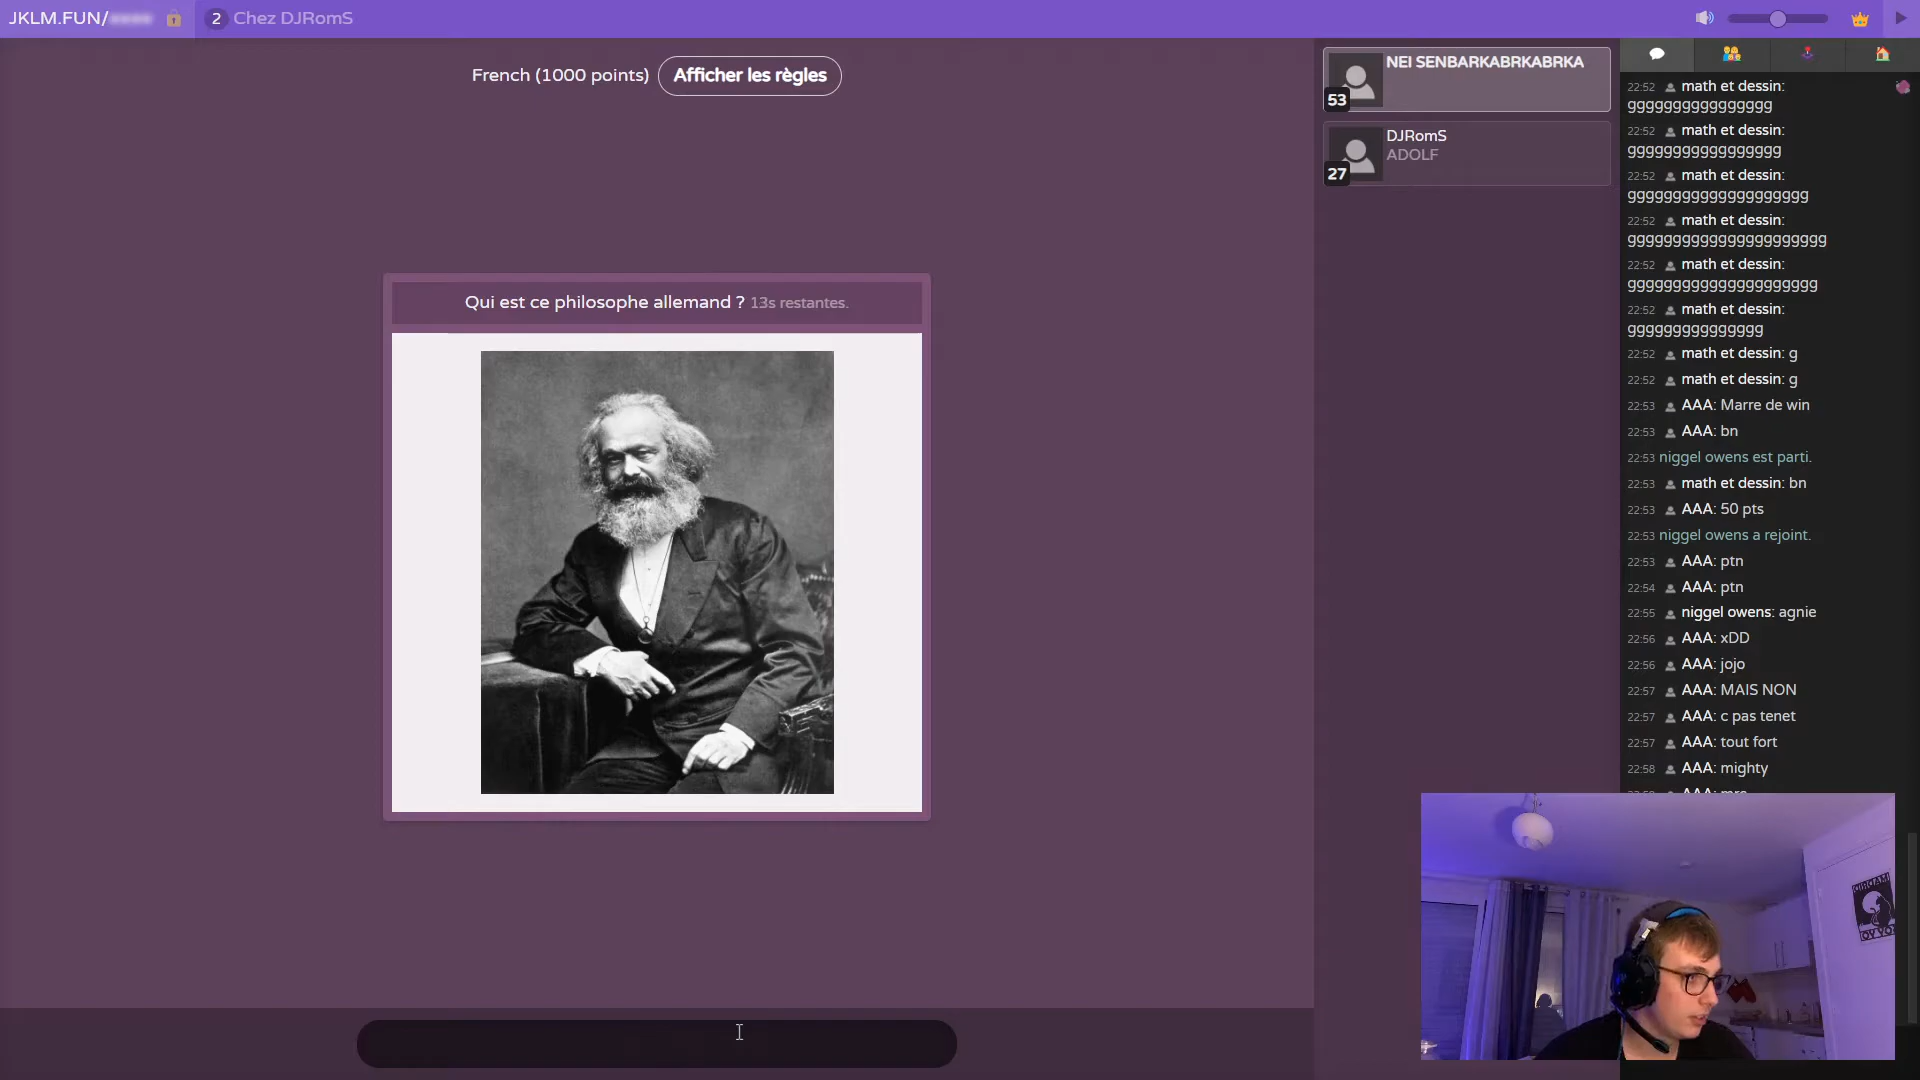 JKLM.FUN/
2 Chez DJRomS
French (1000 points) Afficher les règles
Qui est ce philosophe allemand ? 13s restantes.
NEI SENBARKABRKABRKA
53
DJRomS
ADOLF
27
22:52 math et dessin:
gggggggggggggggg
22:52 math et dessin:
ggggggggggggggggg
22:52 math et dessin:
gggggggggggggggggggg
22:52 math et dessin:
gggggggggggggggggggggg
22:52 math et dessin:
ggggggggggggggggggggg
22:52 math et dessin:
ggggggggggggggg
22:52 math et dessin: g
22:52 math et dessin: g
22:53 AAA: Marre de win
22:53 AAA: bn
22:53 niggel owens est parti.
22:53 math et dessin: bn
22:53 AAA: 50 pts
22:53 niggel owens a rejoint.
22:53 AAA: ptn
22:54 AAA: ptn
22:55 niggel owens: agnie
22:56 AAA: xDD
22:56 AAA: jojo
22:57 AAA: MAIS NON
22:57 AAA: c pas tenet
22:57 AAA: tout fort
22:58 AAA: mighty